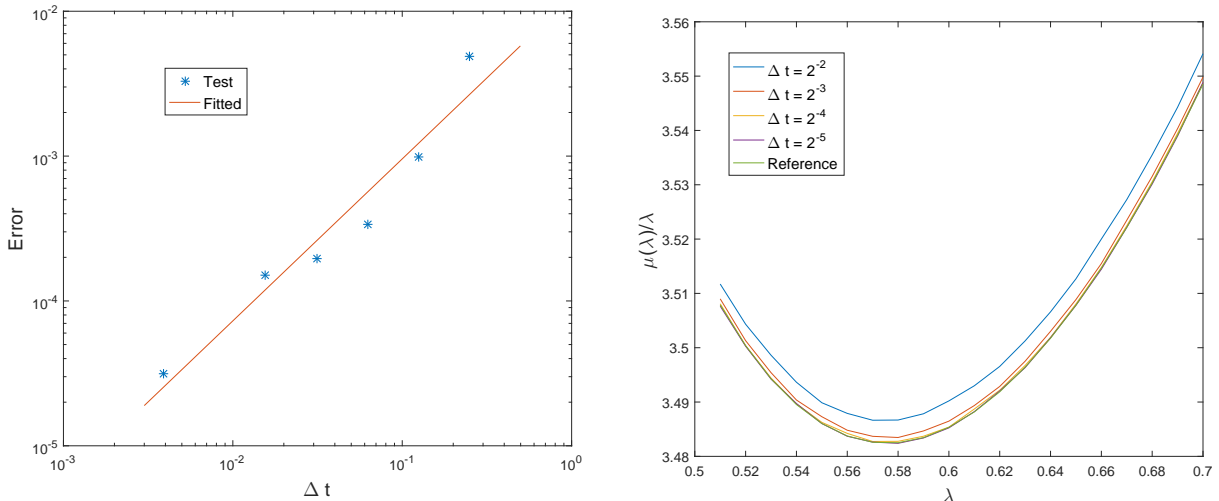 10^-2
10^-3
10^-4
10^-5
Error
Test
Fitted
10^-3
10^-2
10^-1
10^0
Δ t
3.56
3.55
3.54
3.53
3.52
3.51
3.5
3.49
3.48
μ(λ)/λ
Δ t = 2^-2
Δ t = 2^-3
Δ t = 2^-4
Δ t = 2^-5
Reference
0.5
0.52
0.54
0.56
0.58
0.6
0.62
0.64
0.66
0.68
0.7
λ